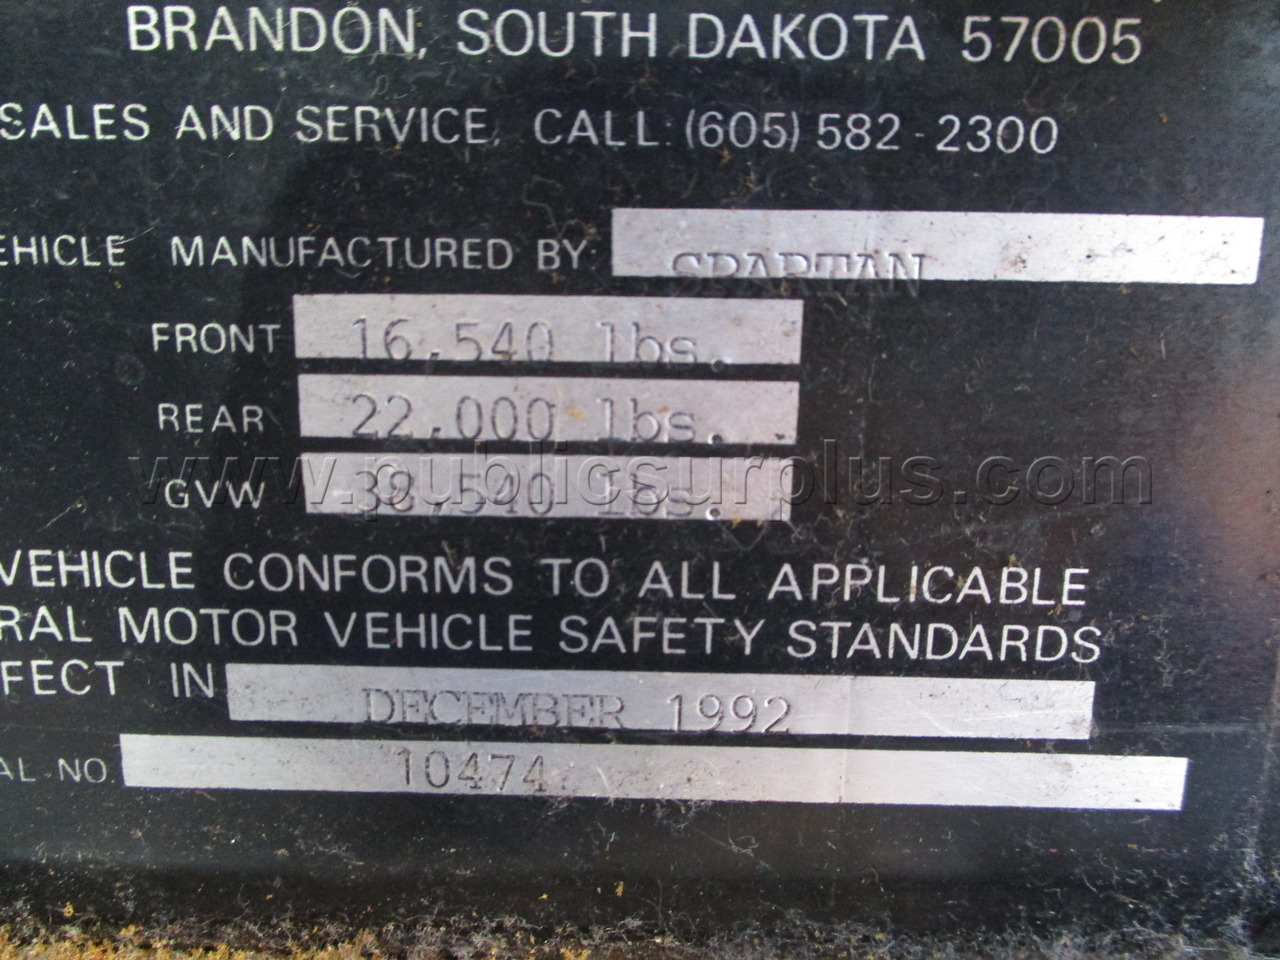 BRANDON, SOUTH DAKOTA 57005
SALES AND SERVICE, CALL: (605) 582-2300
EHICLE MANUFACTURED BY: SPARTAN
FRONT 16,540 lbs.
REAR 22,000 lbs.
www.publicsurplus.com
GVW 38,540 lbs.
VEHICLE CONFORMS TO ALL APPLICABLE
RAL MOTOR VEHICLE SAFETY STANDARDS
FECT IN DECEMBER 1992
AL NO. 10474